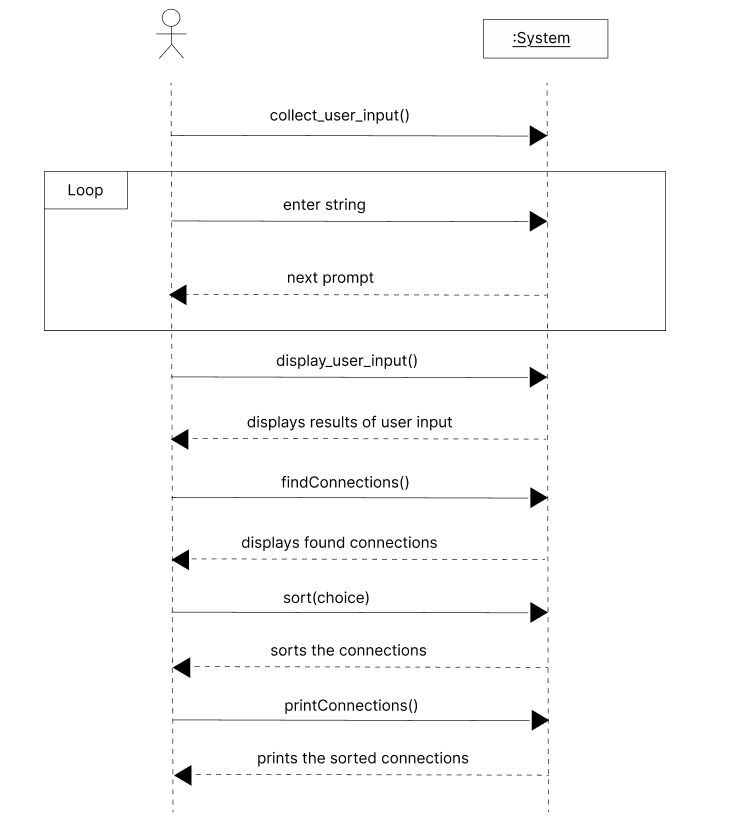 :System
collect_user_input()
Loop
enter string
next prompt
display_user_input()
displays results of user input
findConnections()
displays found connections
sort(choice)
sorts the connections
printConnections()
prints the sorted connections